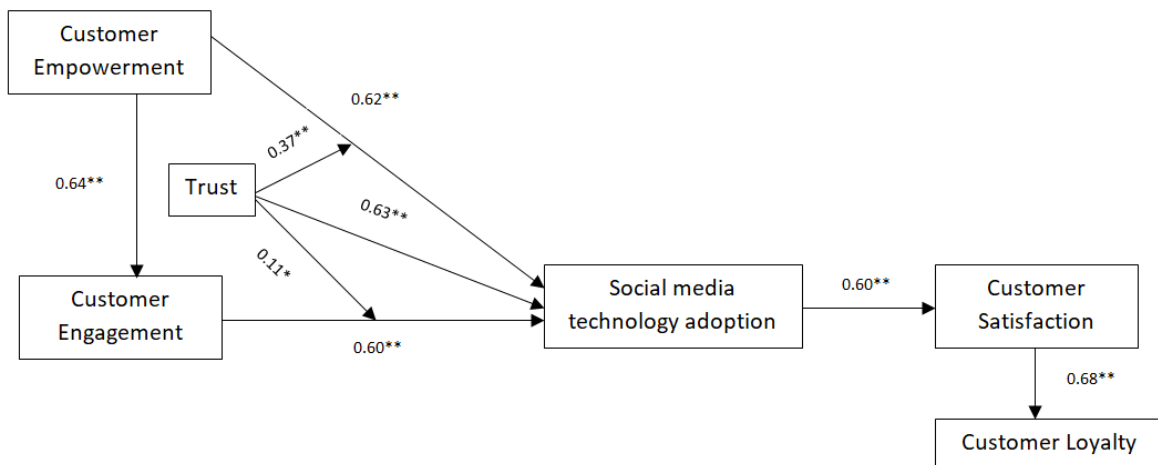 Customer
Empowerment
0.62**
0.37**
Trust
0.64**
0.63**
0.11*
Customer
Engagement
0.60**
Social media
technology adoption
0.60**
Customer
Satisfaction
0.68**
Customer Loyalty